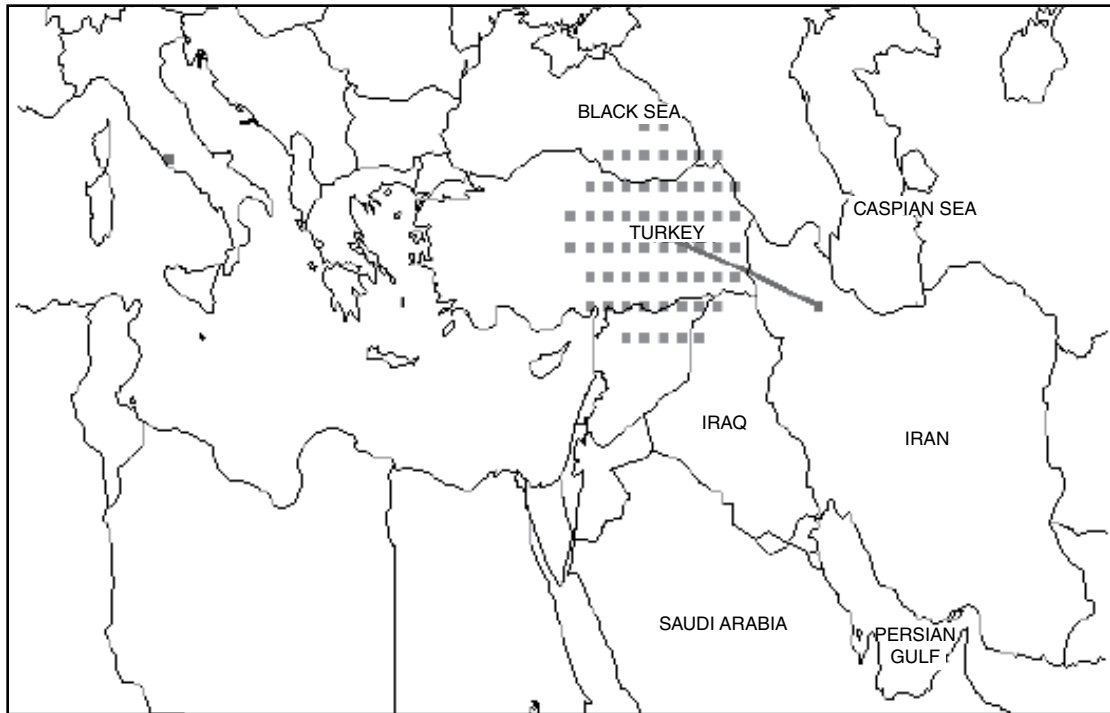 BLACK SEA
CASPIAN SEA
TURKEY
IRAQ
IRAN
SAUDI ARABIA
PERSIAN
GULF